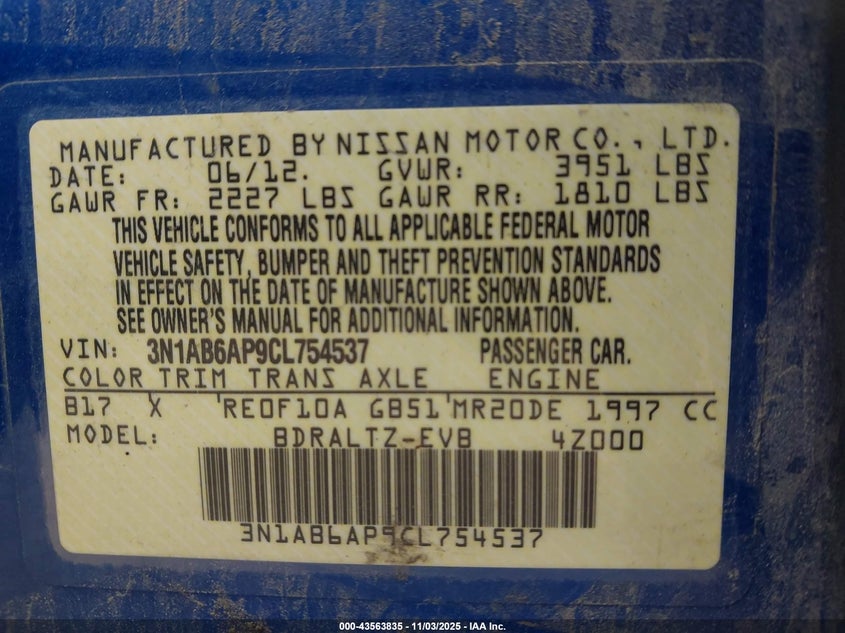 MANUFACTURED BY NISSAN MOTOR CO., LTD.
DATE: 06/12. GVWR: 3951 LBS
GAWR FR: 2227 LBS GAWR RR: 1810 LBS
THIS VEHICLE CONFORMS TO ALL APPLICABLE FEDERAL MOTOR
VEHICLE SAFETY, BUMPER AND THEFT PREVENTION STANDARDS
IN EFFECT ON THE DATE OF MANUFACTURE SHOWN ABOVE.
SEE OWNER'S MANUAL FOR ADDITIONAL INFORMATION.
VIN: 3N1AB6AP9CL754537 PASSENGER CAR.
COLOR TRIM TRANS AXLE ENGINE
B17 X RE0F10A GB51 MR20DE 1997 CC
MODEL: BDRALTZ-EVB 4Z000
3N1AB6AP9CL754537
000-43563835 - 11/03/2025 - IAA Inc.